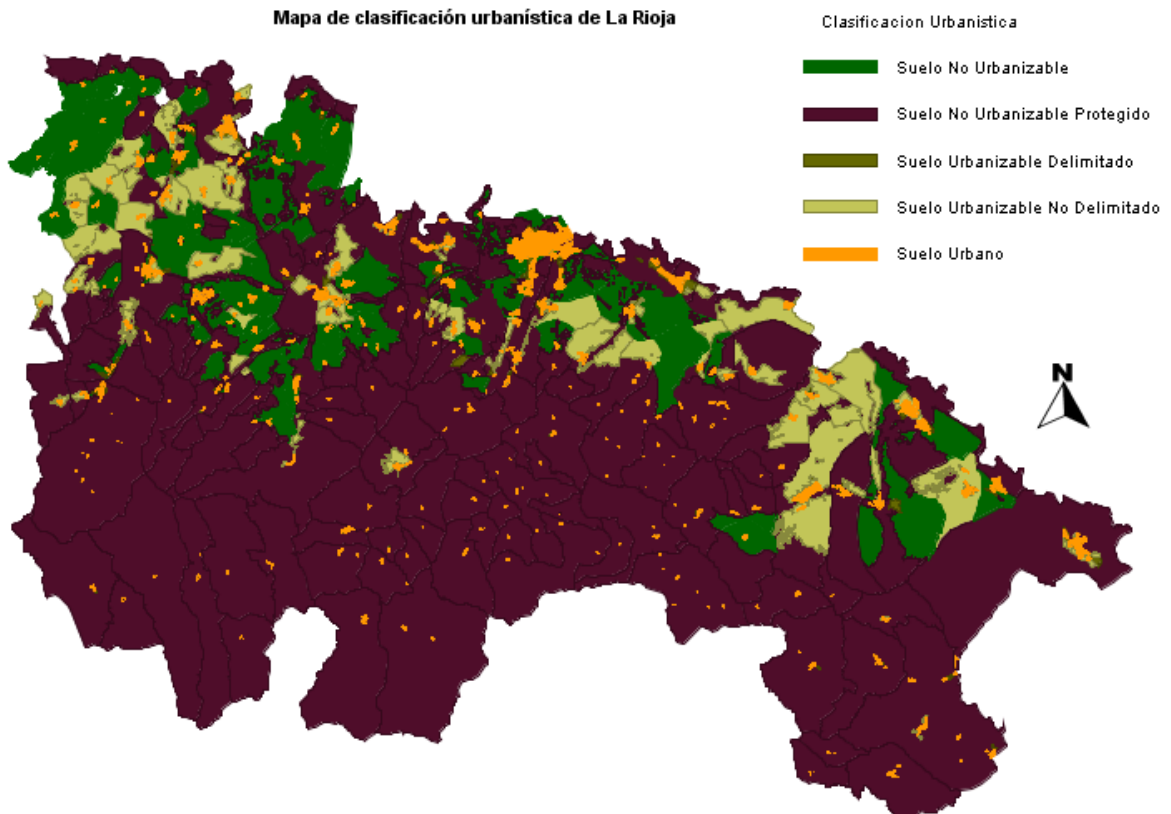 Mapa de clasificación urbanística de La Rioja
Clasificacion Urbanistica
Suelo No Urbanizable
Suelo No Urbanizable Protegido
Suelo Urbanizable Delimitado
Suelo Urbanizable No Delimitado
Suelo Urbano
N